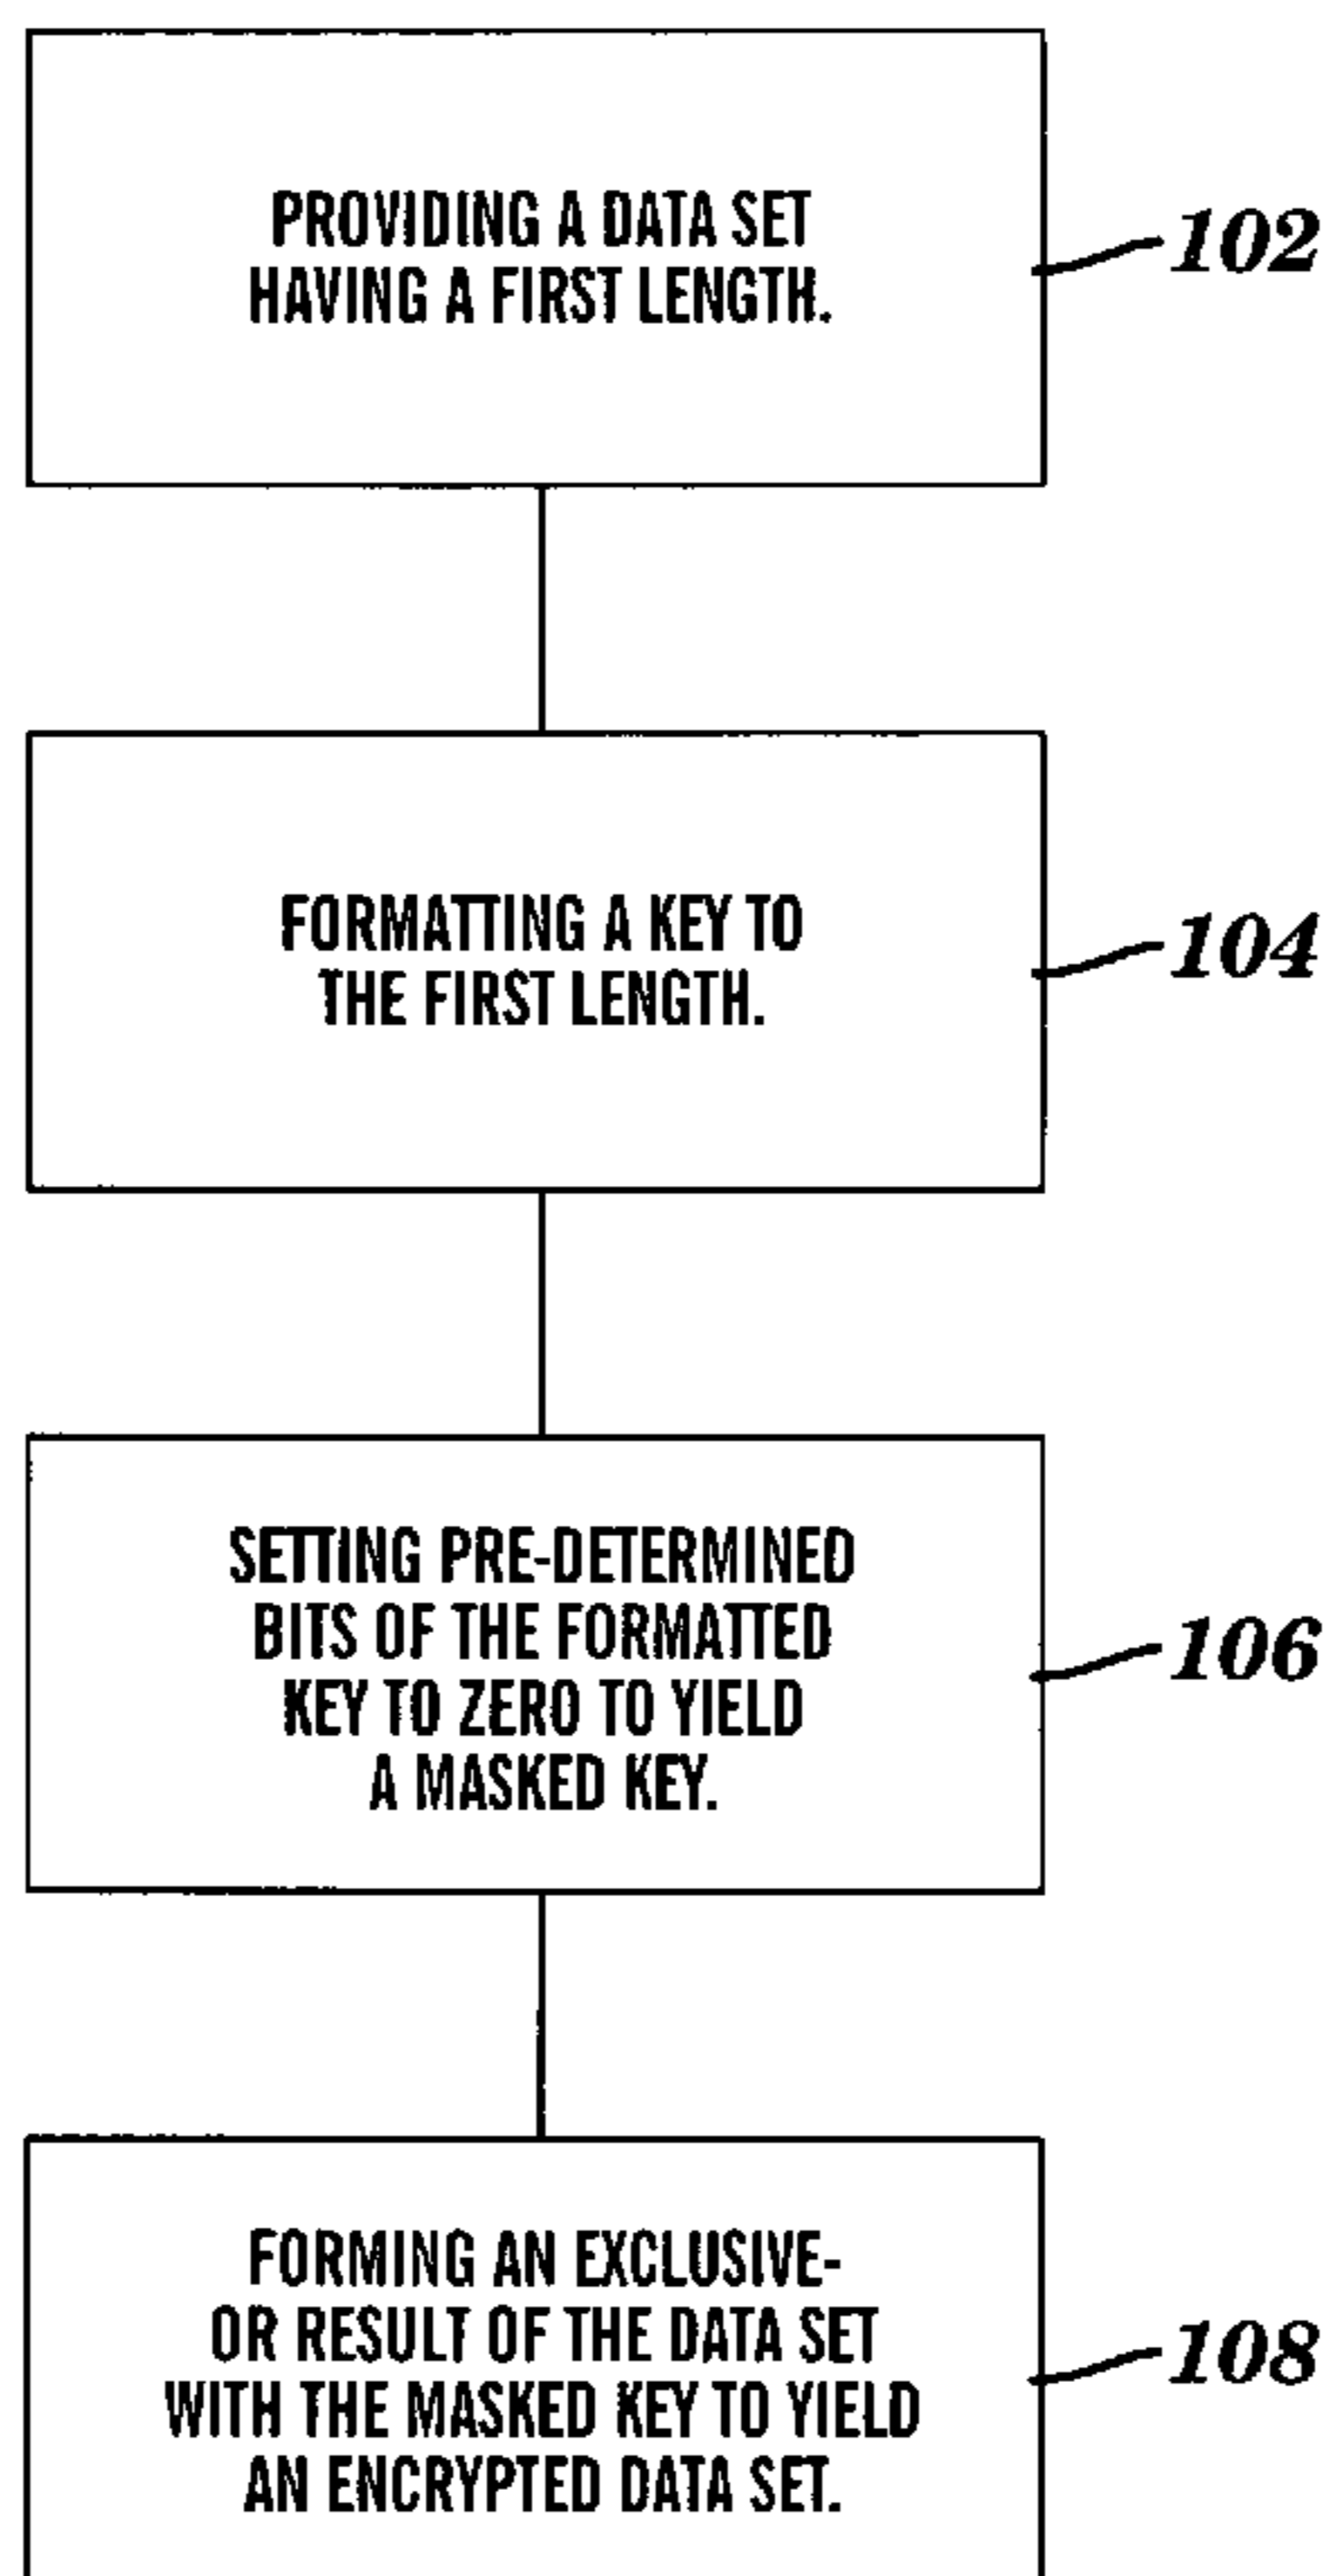 PROVIDING A DATA SET
HAVING A FIRST LENGTH.
102
FORMATTING A KEY TO
THE FIRST LENGTH.
104
SETTING PRE-DETERMINED
BITS OF THE FORMATTED
KEY TO ZERO TO YIELD
A MASKED KEY.
106
FORMING AN EXCLUSIVE-
OR RESULT OF THE DATA SET
WITH THE MASKED KEY TO YIELD
AN ENCRYPTED DATA SET.
108